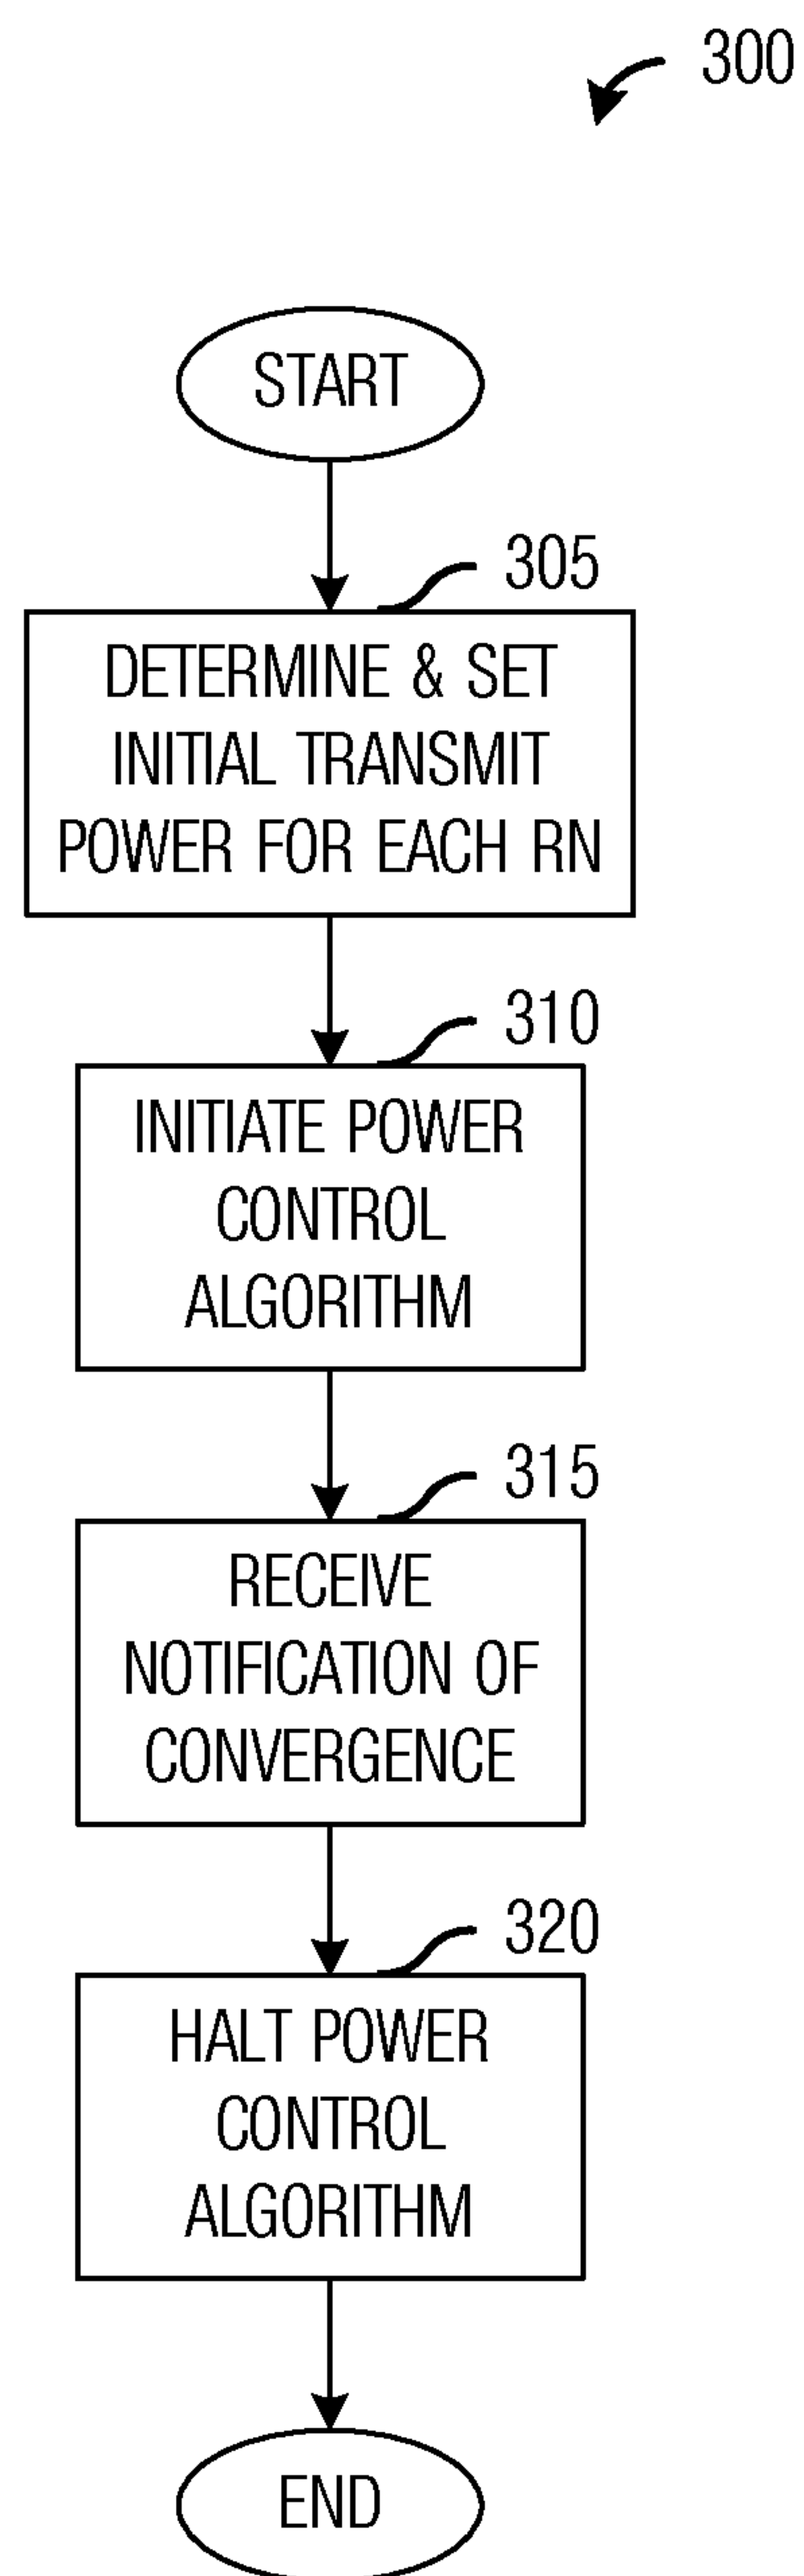 300
START
305
DETERMINE & SET
INITIAL TRANSMIT
POWER FOR EACH RN
310
INITIATE POWER
CONTROL
ALGORITHM
315
RECEIVE
NOTIFICATION OF
CONVERGENCE
320
HALT POWER
CONTROL
ALGORITHM
END